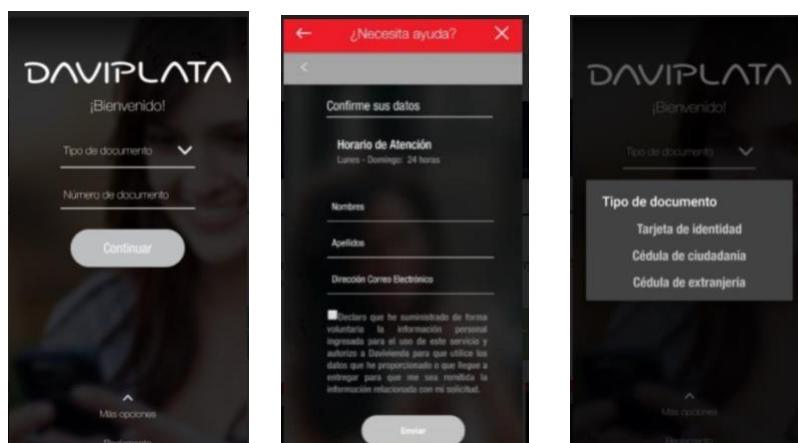 DAVIPLATA
¡Bienvenido!
Tipo de documento
Número de documento
Continuar
Más opciones
Reglamento
¿Necesita ayuda?
Confirme sus datos
Horario de Atención
Lunes - Domingo: 24 horas
Nombres
Apellidos
Dirección Correo Electrónico
Declaro que he suministrado de forma
voluntaria la información personal
ingresada para el uso de este servicio y
autorizo a Davivienda para que utilice los
datos que he proporcionado o que llegue a
entregar para que me sea remitida la
información relacionada con mi solicitud.
Enviar
DAVIPLATA
¡Bienvenido!
Tipo de documento
Tipo de documento
Tarjeta de identidad
Cédula de ciudadanía
Cédula de extranjería
Más opciones
Reglamento